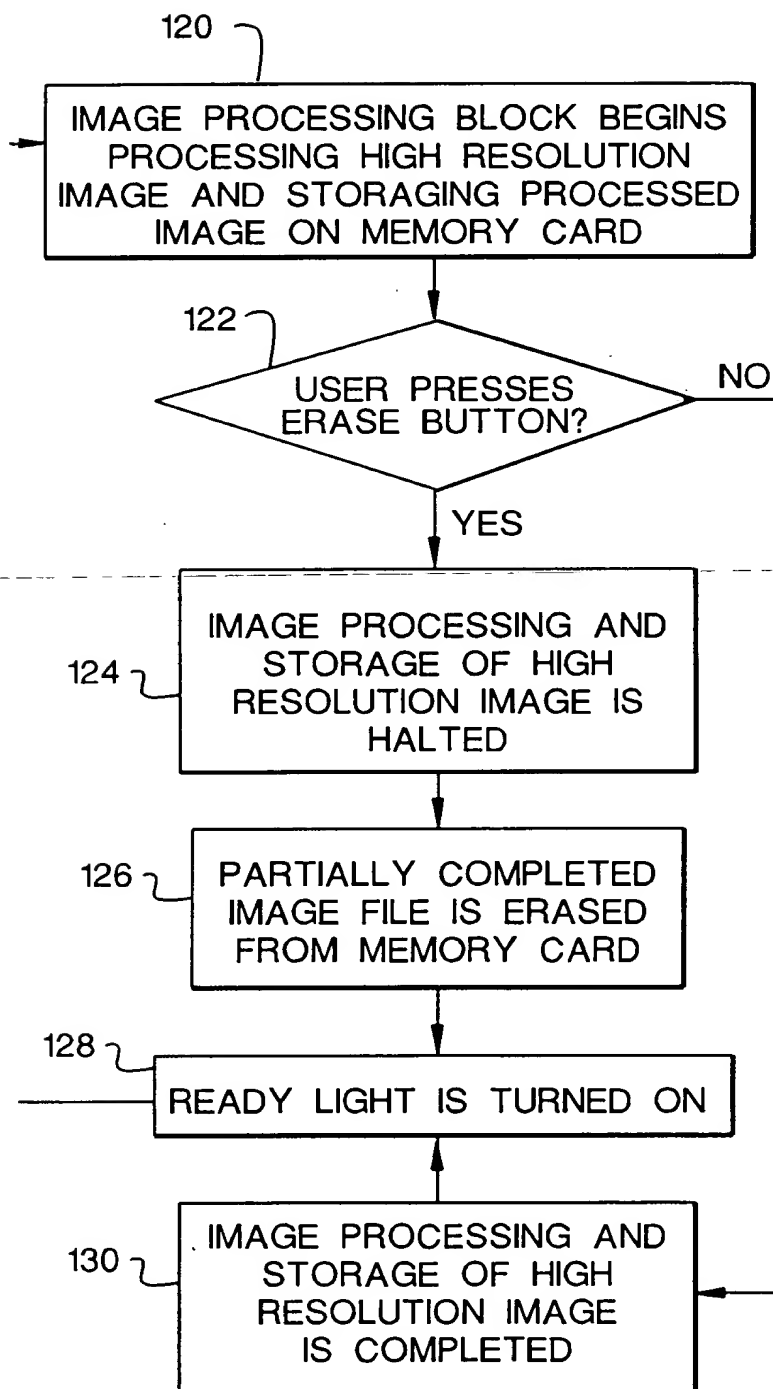 120
IMAGE PROCESSING BLOCK BEGINS
PROCESSING HIGH RESOLUTION
IMAGE AND STORAGING PROCESSED
IMAGE ON MEMORY CARD
122
USER PRESSES
ERASE BUTTON?
NO
YES
124
IMAGE PROCESSING AND
STORAGE OF HIGH
RESOLUTION IMAGE IS
HALTED
126
PARTIALLY COMPLETED
IMAGE FILE IS ERASED
FROM MEMORY CARD
128
READY LIGHT IS TURNED ON
130
IMAGE PROCESSING AND
STORAGE OF HIGH
RESOLUTION IMAGE
IS COMPLETED